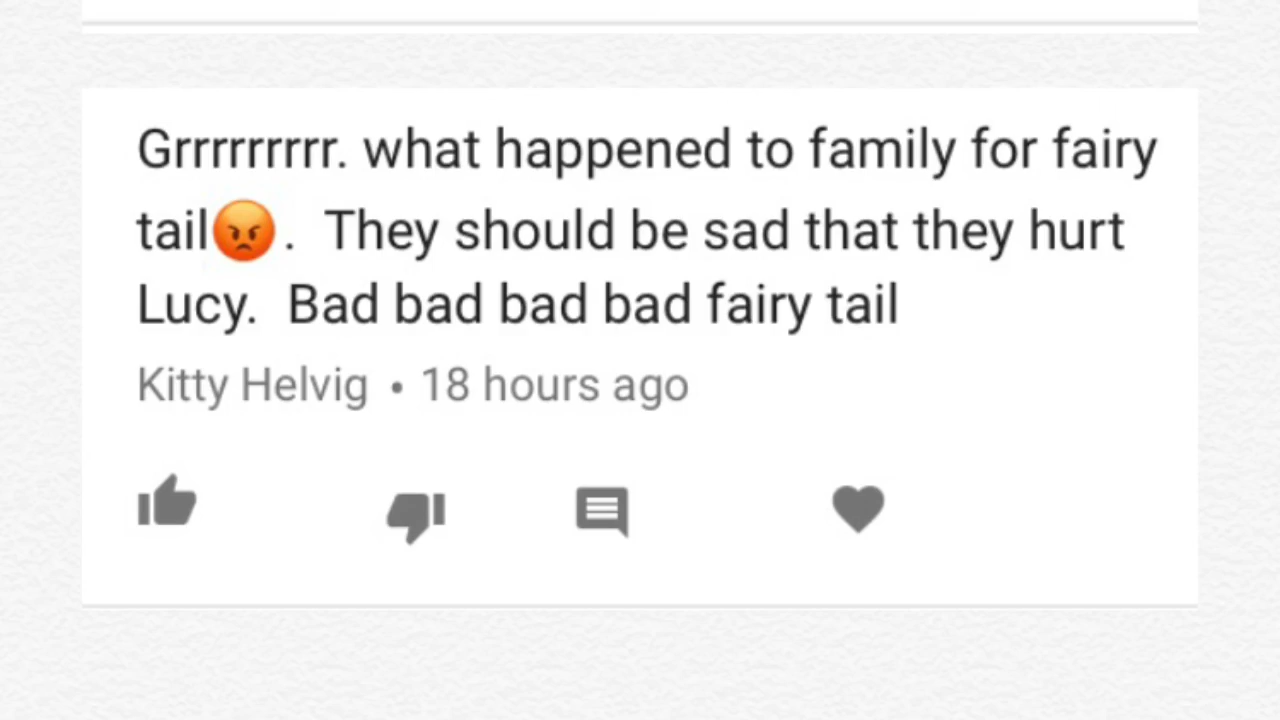 Grrrrrrrrr. what happened to family for fairy
tail😡.  They should be sad that they hurt
Lucy.  Bad bad bad bad fairy tail
Kitty Helvig • 18 hours ago